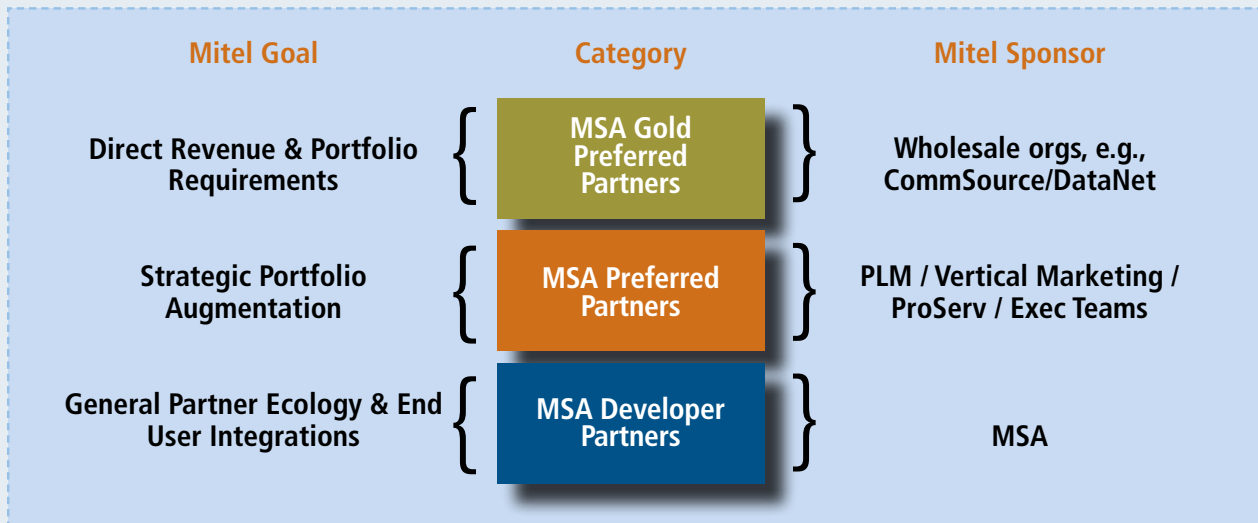 Mitel Goal
Category
Mitel Sponsor
Direct Revenue & Portfolio
Requirements
MSA Gold
Preferred
Partners
Wholesale orgs, e.g.,
CommSource/DataNet
Strategic Portfolio
Augmentation
MSA Preferred
Partners
PLM / Vertical Marketing /
ProServ / Exec Teams
General Partner Ecology & End
User Integrations
MSA Developer
Partners
MSA